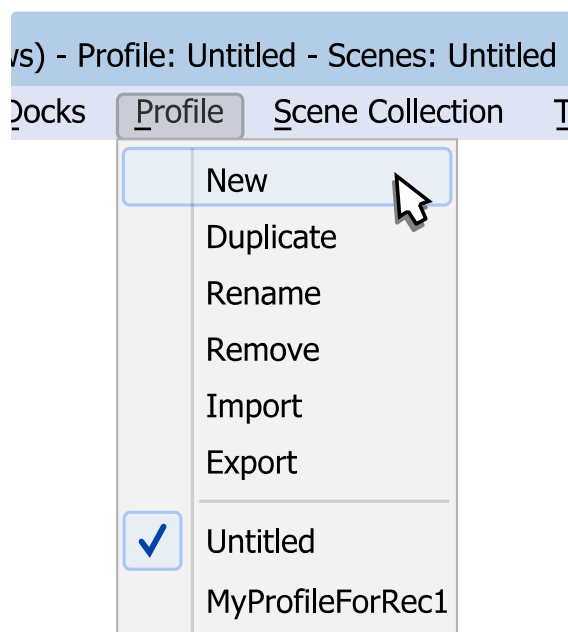 ws) - Profile: Untitled - Scenes: Untitled
Docks Profile Scene Collection T
New
Duplicate
Rename
Remove
Import
Export
Untitled
MyProfileForRec1